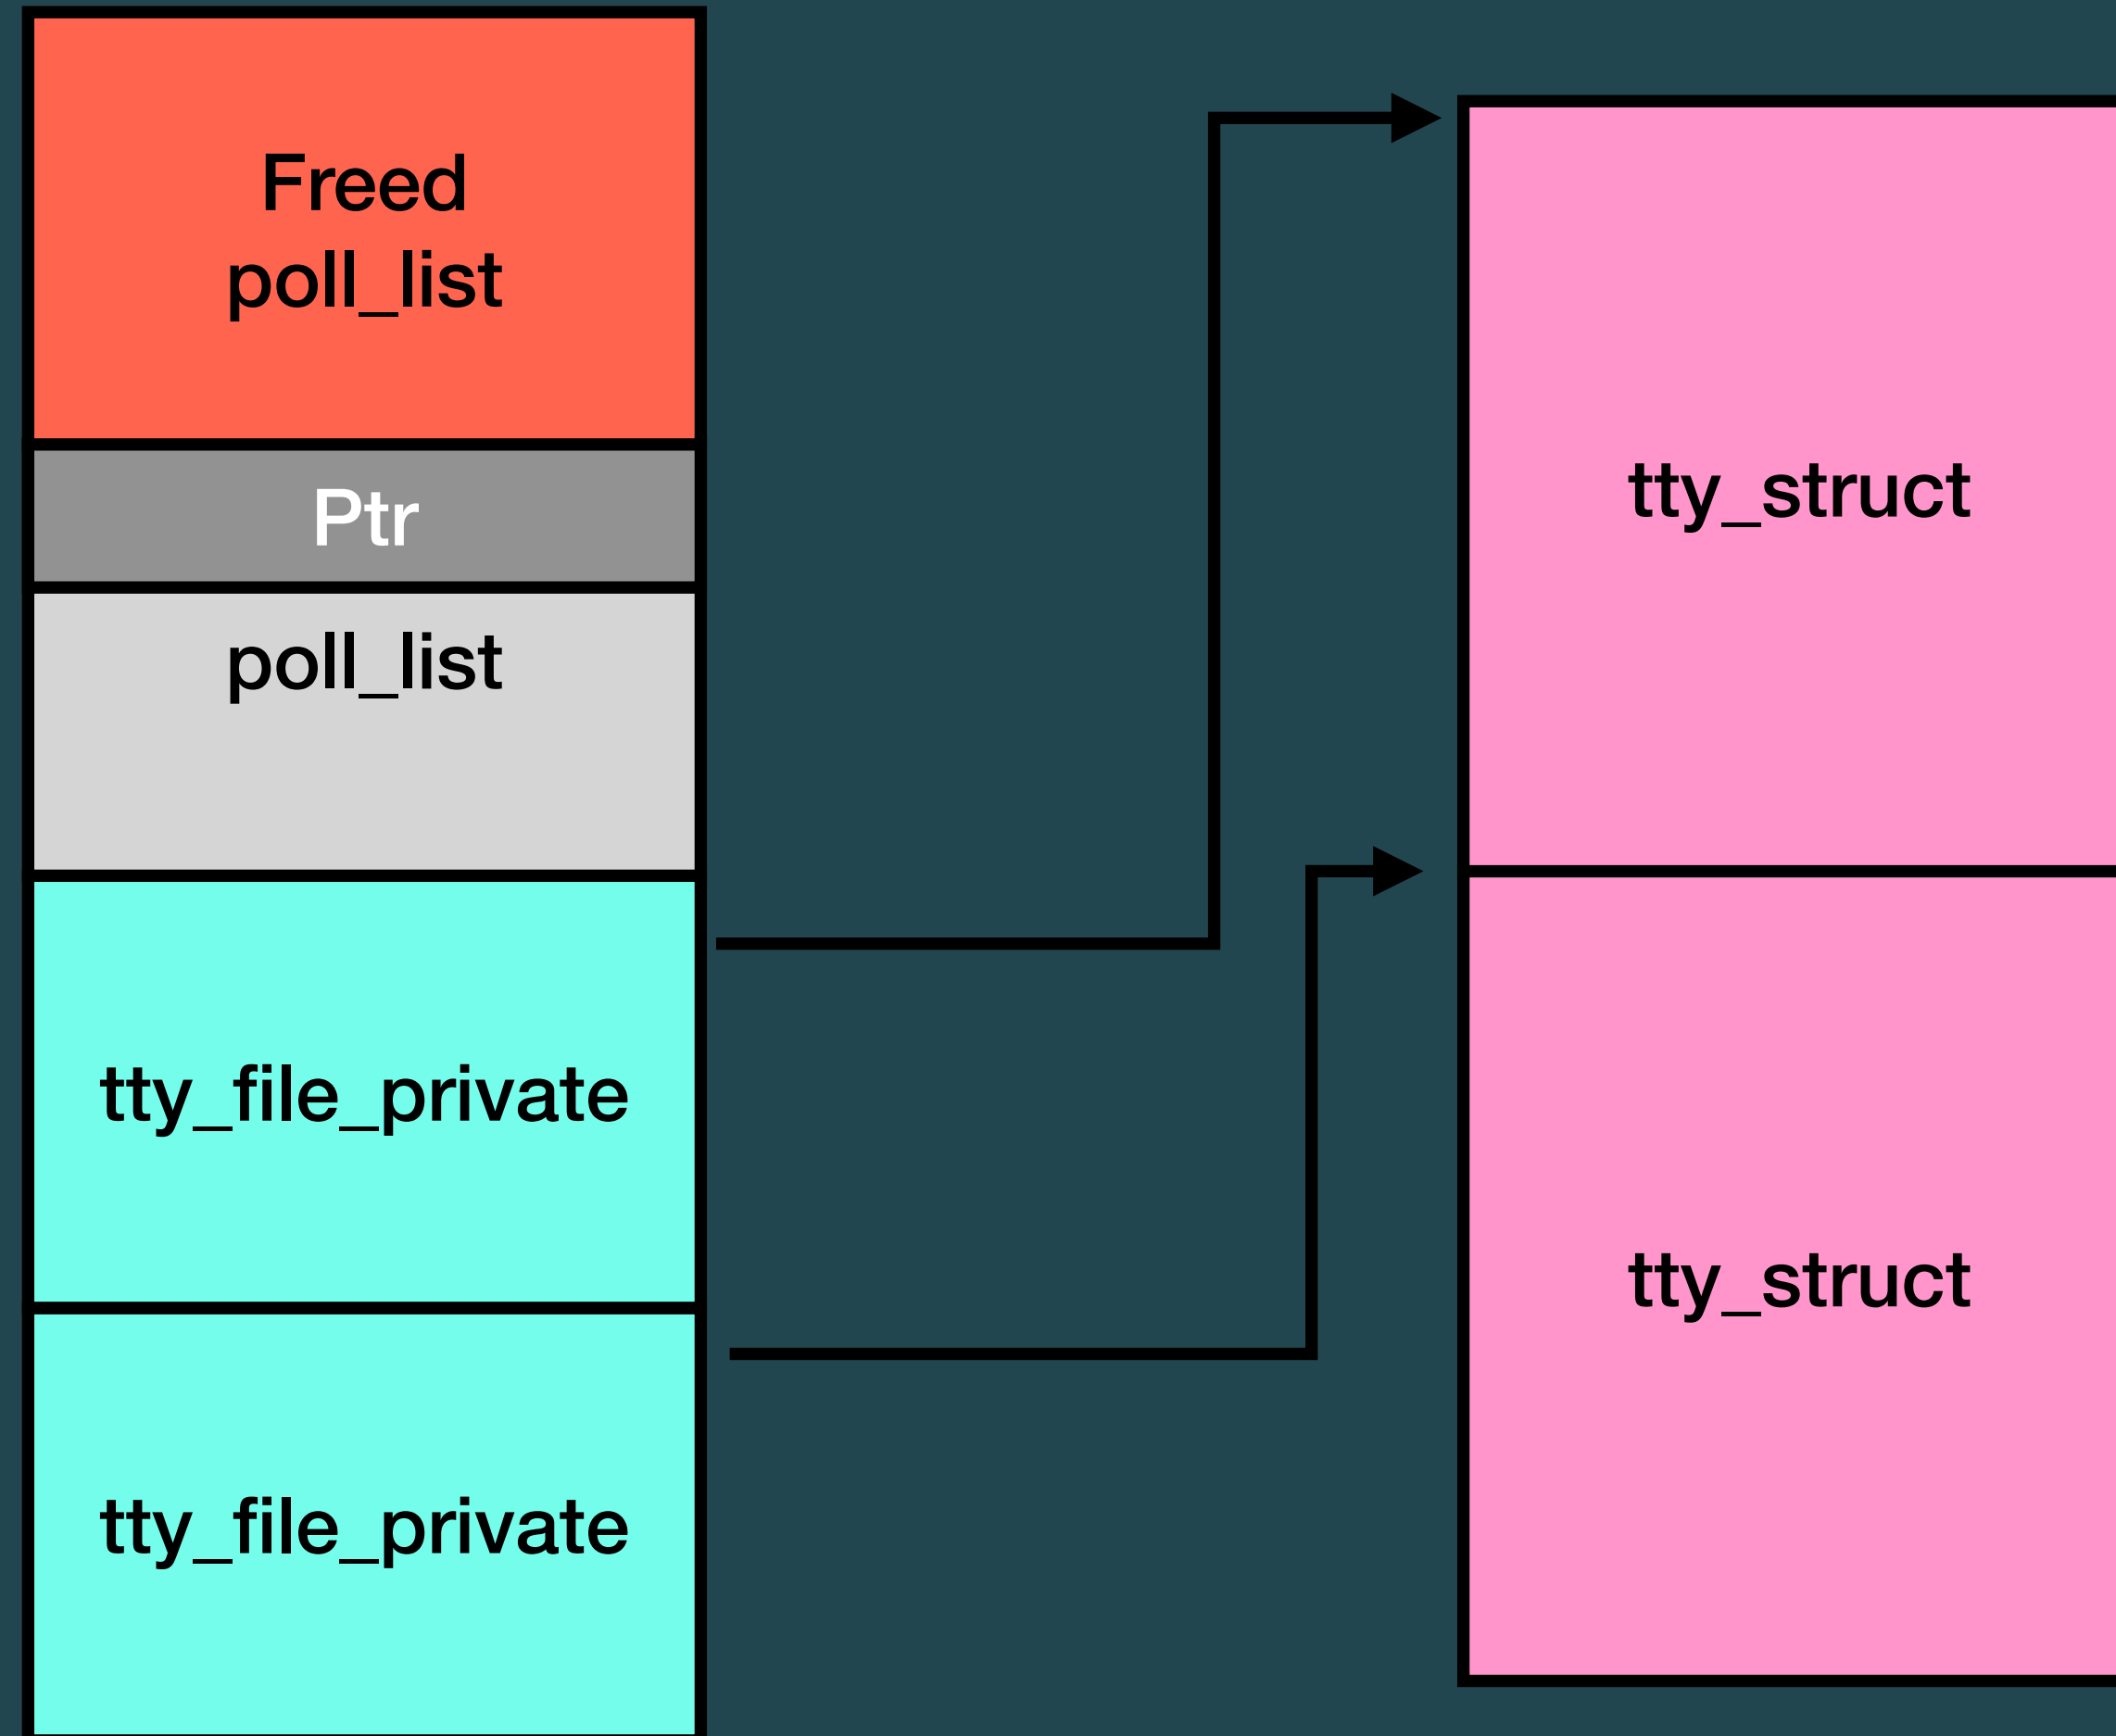 Freed
poll_list
Ptr
poll_list
tty_file_private
tty_file_private
tty_struct
tty_struct